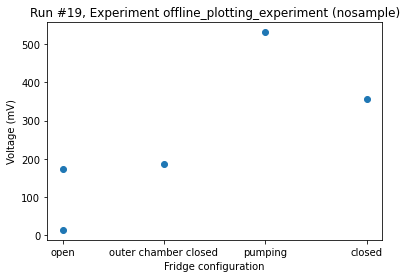 Run #19, Experiment offline_plotting_experiment (nosample)
500
400
300
200
100
0
Voltage (mV)
open outer chamber closed pumping closed
Fridge configuration